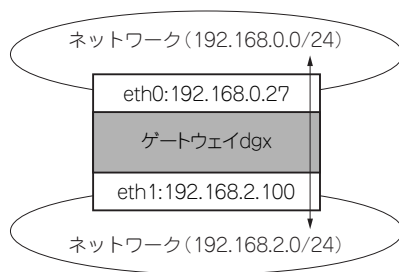 ネットワーク(192.168.0.0/24)
eth0:192.168.0.27
ゲートウェイdgx
eth1:192.168.2.100
ネットワーク(192.168.2.0/24)